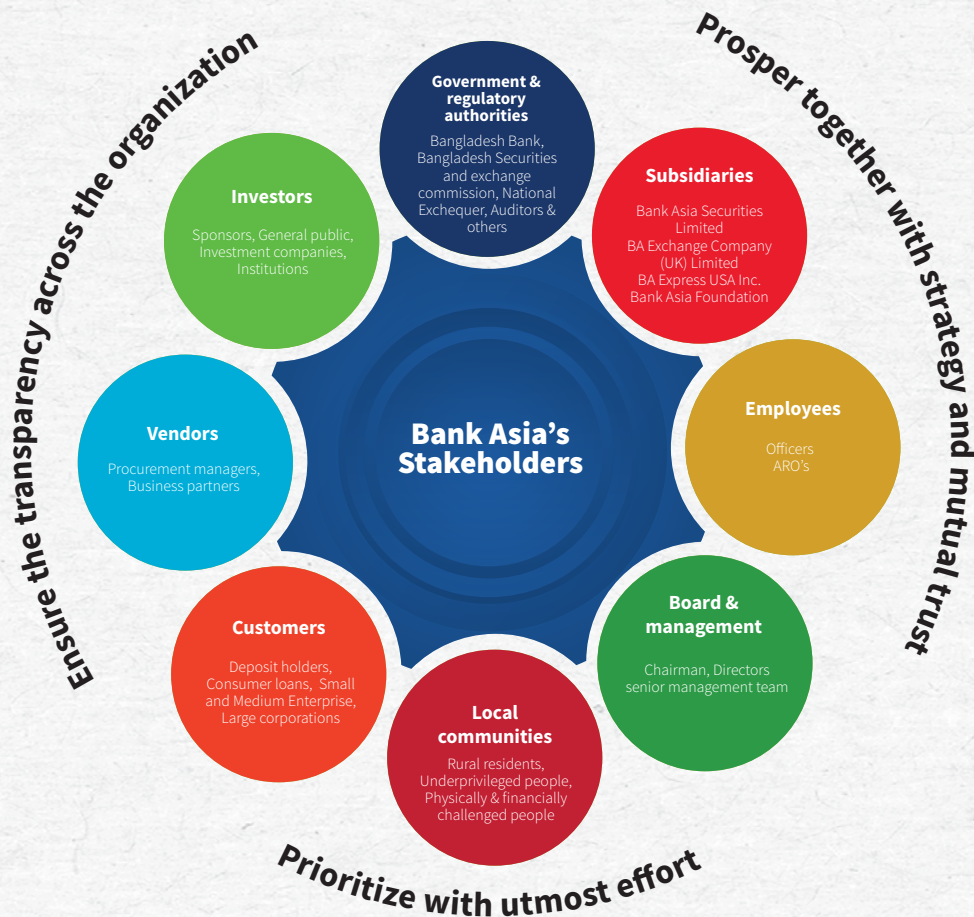 Ensure the transparency across the organization
Prosper together with strategy and mutual trust
Prioritize with utmost effort
Bank Asia’s
Stakeholders
Government &
regulatory
authorities
Bangladesh Bank,
Bangladesh Securities
and exchange
commission, National
Exchequer, Auditors &
others
Subsidiaries
Bank Asia Securities
Limited
BA Exchange Company
(UK) Limited
BA Express USA Inc.
Bank Asia Foundation
Employees
Officers
ARO’s
Board &
management
Chairman, Directors
senior management team
Local
communities
Rural residents,
Underprivileged people,
Physically & financially
challenged people
Customers
Deposit holders,
Consumer loans, Small
and Medium Enterprise,
Large corporations
Vendors
Procurement managers,
Business partners
Investors
Sponsors, General public,
Investment companies,
Institutions